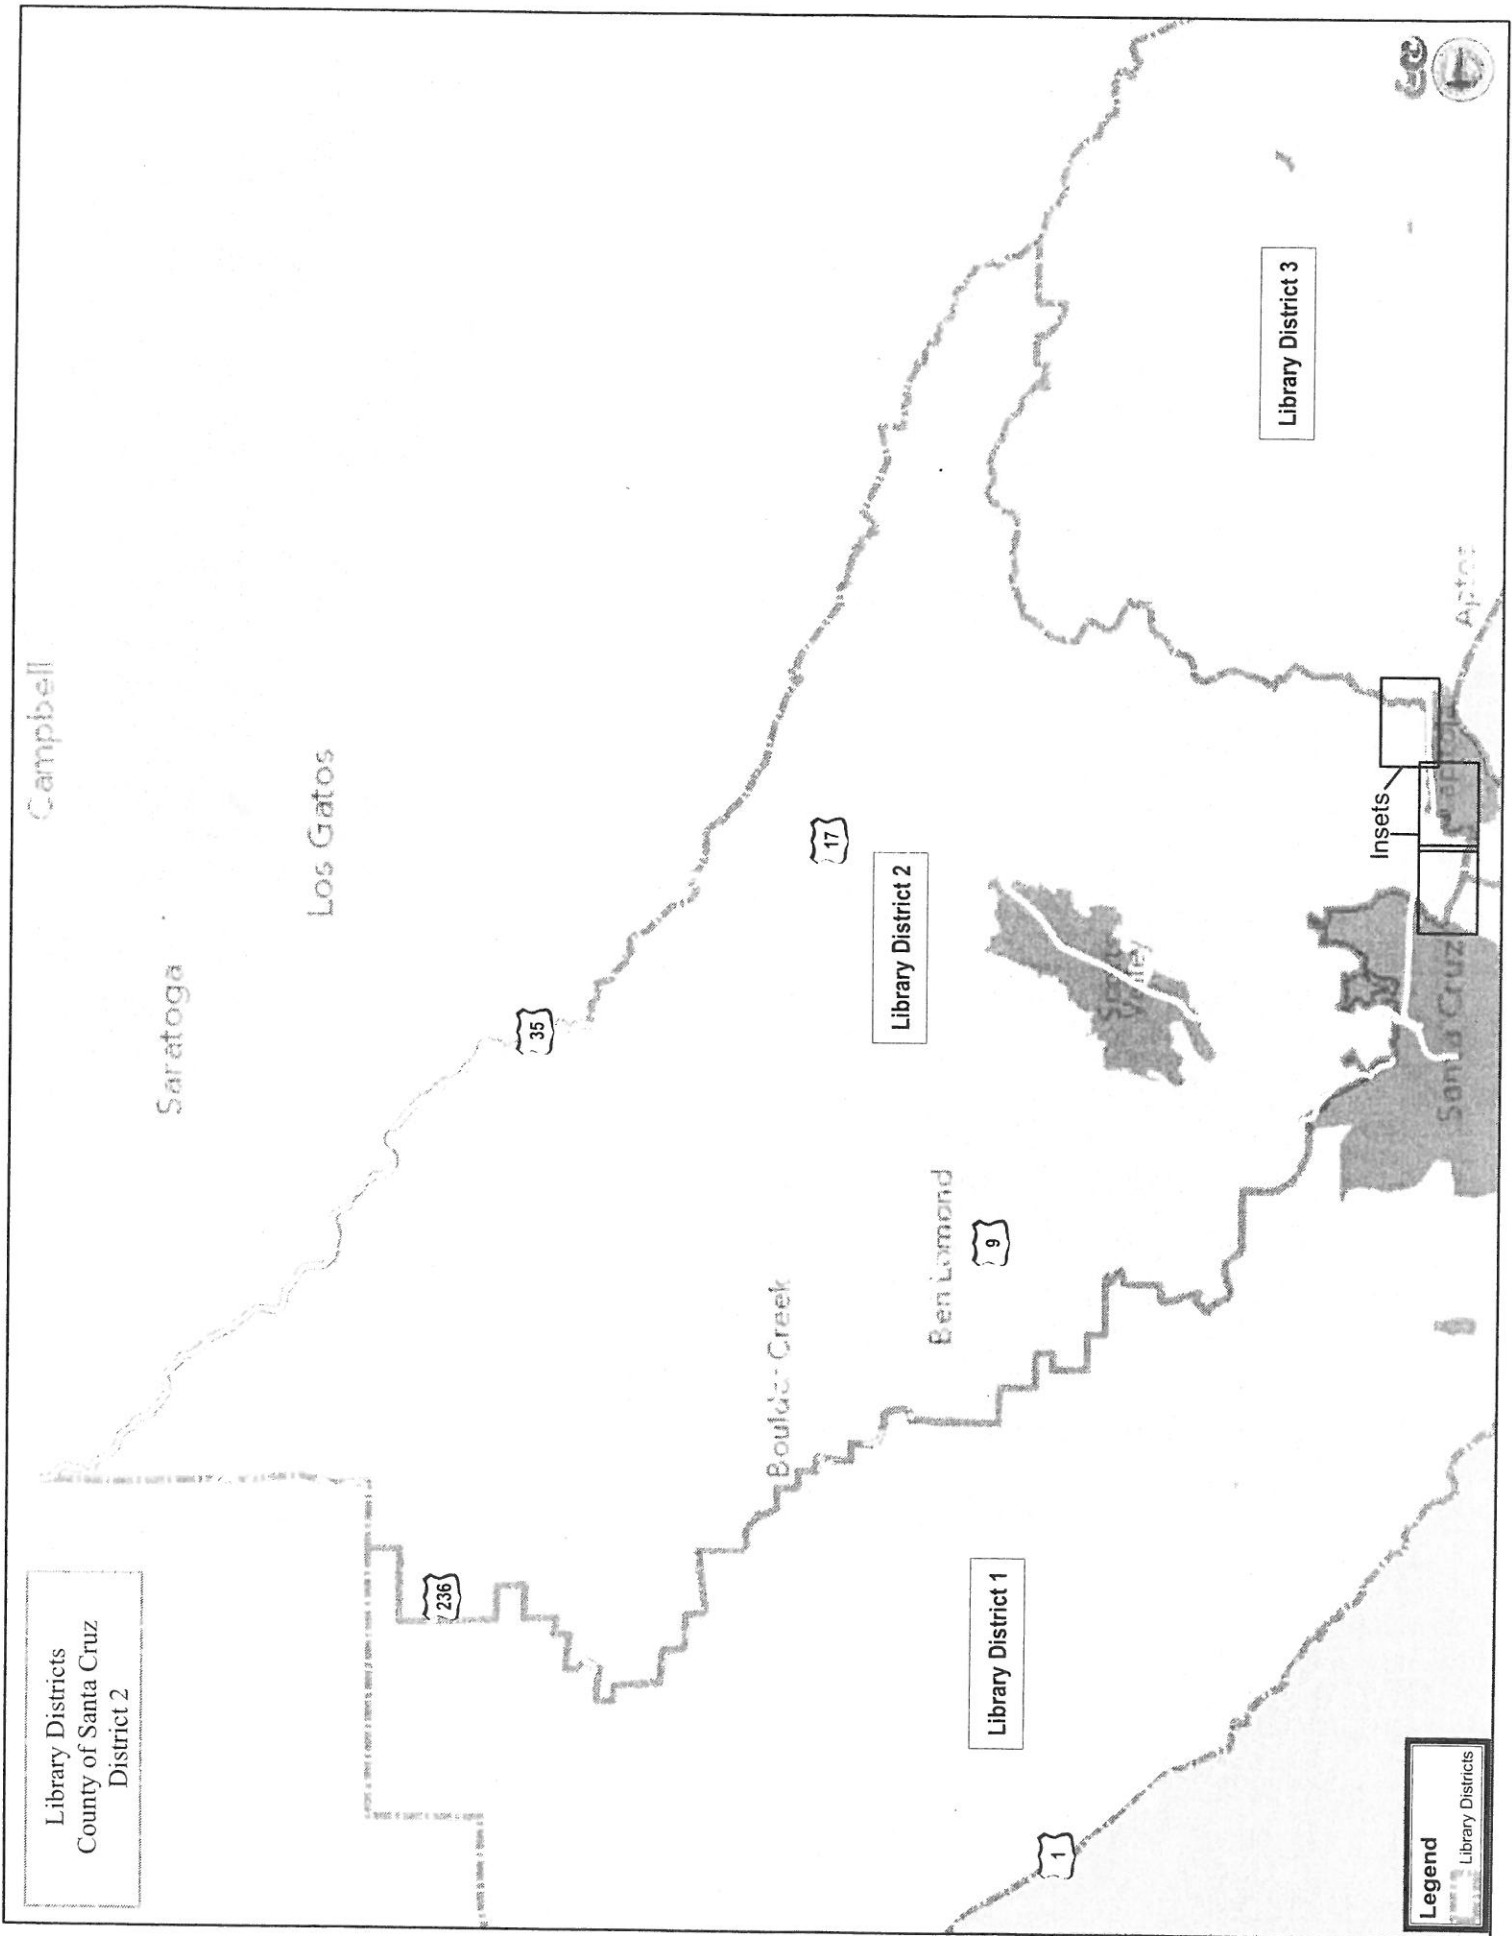 Library Districts
County of Santa Cruz
District 2
Campbell
Saratoga
Los Gatos
35
236
17
Boulder Creek
Library District 2
Ben Lomond
9
Library District 1
1
Library District 3
Valley
Insets
Santa Cruz
Aptos
Legend
Library Districts